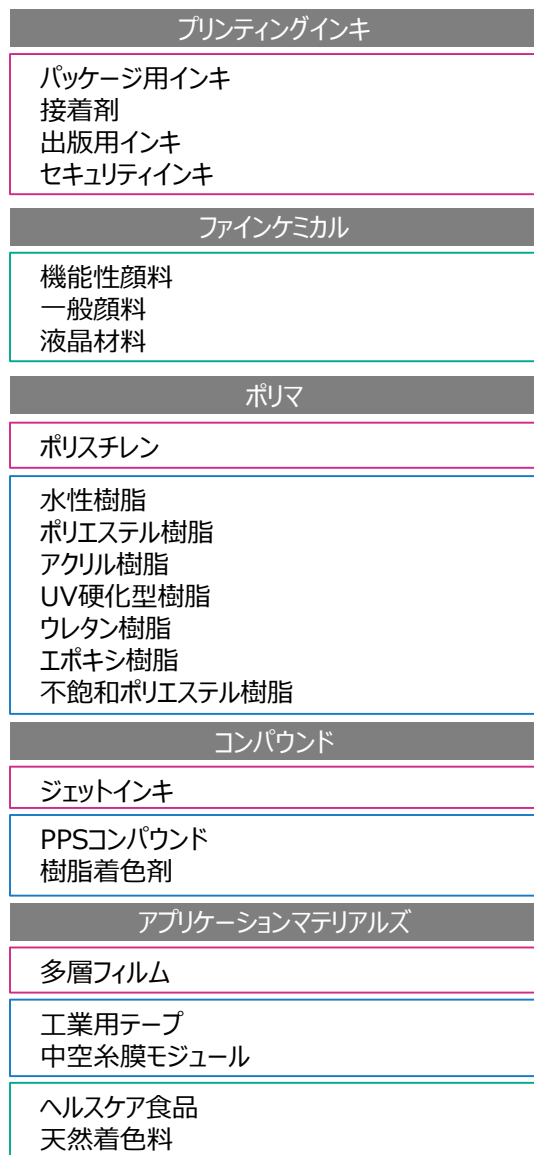 プリンティングインキ
パッケージ用インキ
接着剤
出版用インキ
セキュリティインキ
ファインケミカル
機能性顔料
一般顔料
液晶材料
ポリマ
ポリスチレン
水性樹脂
ポリエステル樹脂
アクリル樹脂
UV硬化型樹脂
ウレタン樹脂
エポキシ樹脂
不飽和ポリエステル樹脂
コンパウンド
ジェットインキ
PPSコンパウンド
樹脂着色剤
アプリケーションマテリアルズ
多層フィルム
工業用テープ
中空糸膜モジュール
ヘルスケア食品
天然着色料